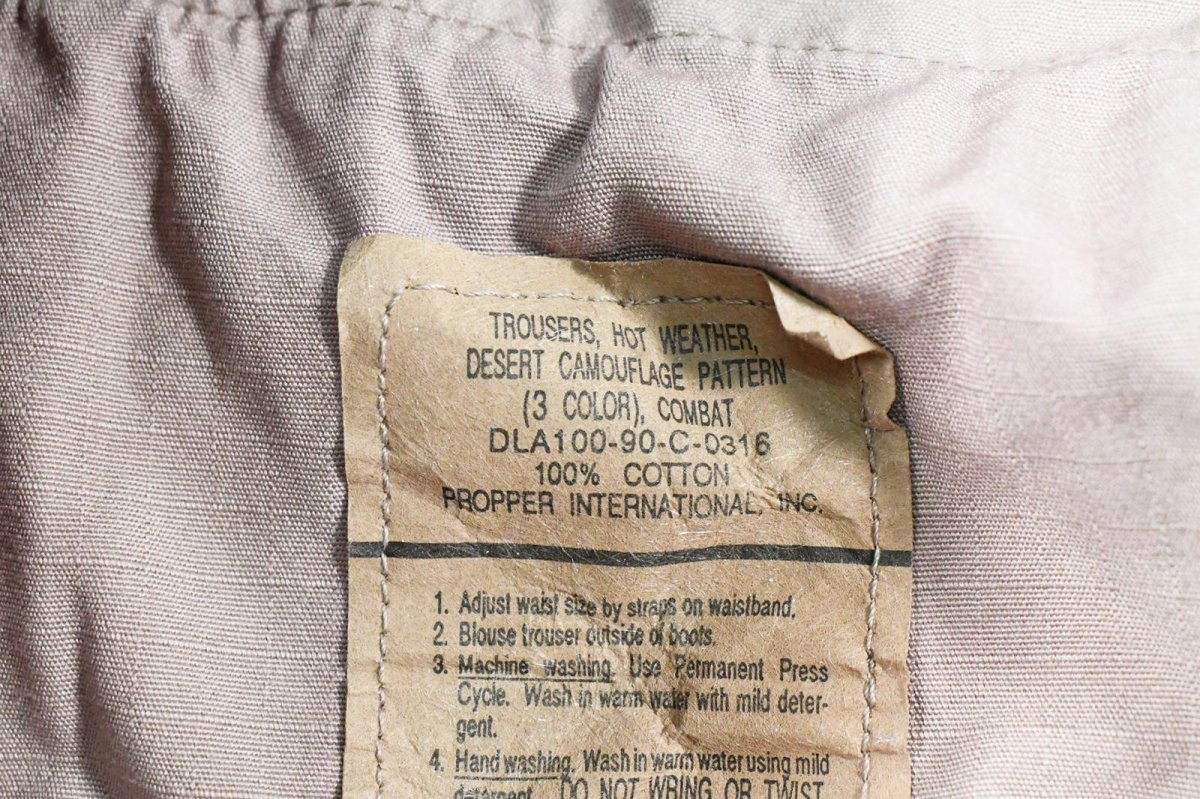 TROUSERS, HOT WEATHER,
DESERT CAMOUFLAGE PATTERN
(3 COLOR), COMBAT
DLA100-90-C-0316
100% COTTON
PROPPER INTERNATIONAL, INC.
1. Adjust waist size by straps on waistband.
2. Blouse trouser outside of boots.
3. Machine washing. Use Permanent Press
Cycle. Wash in warm water with mild deter-
gent.
4. Hand washing. Wash in warm water using mild
detergent. DO NOT WRING OR TWIST